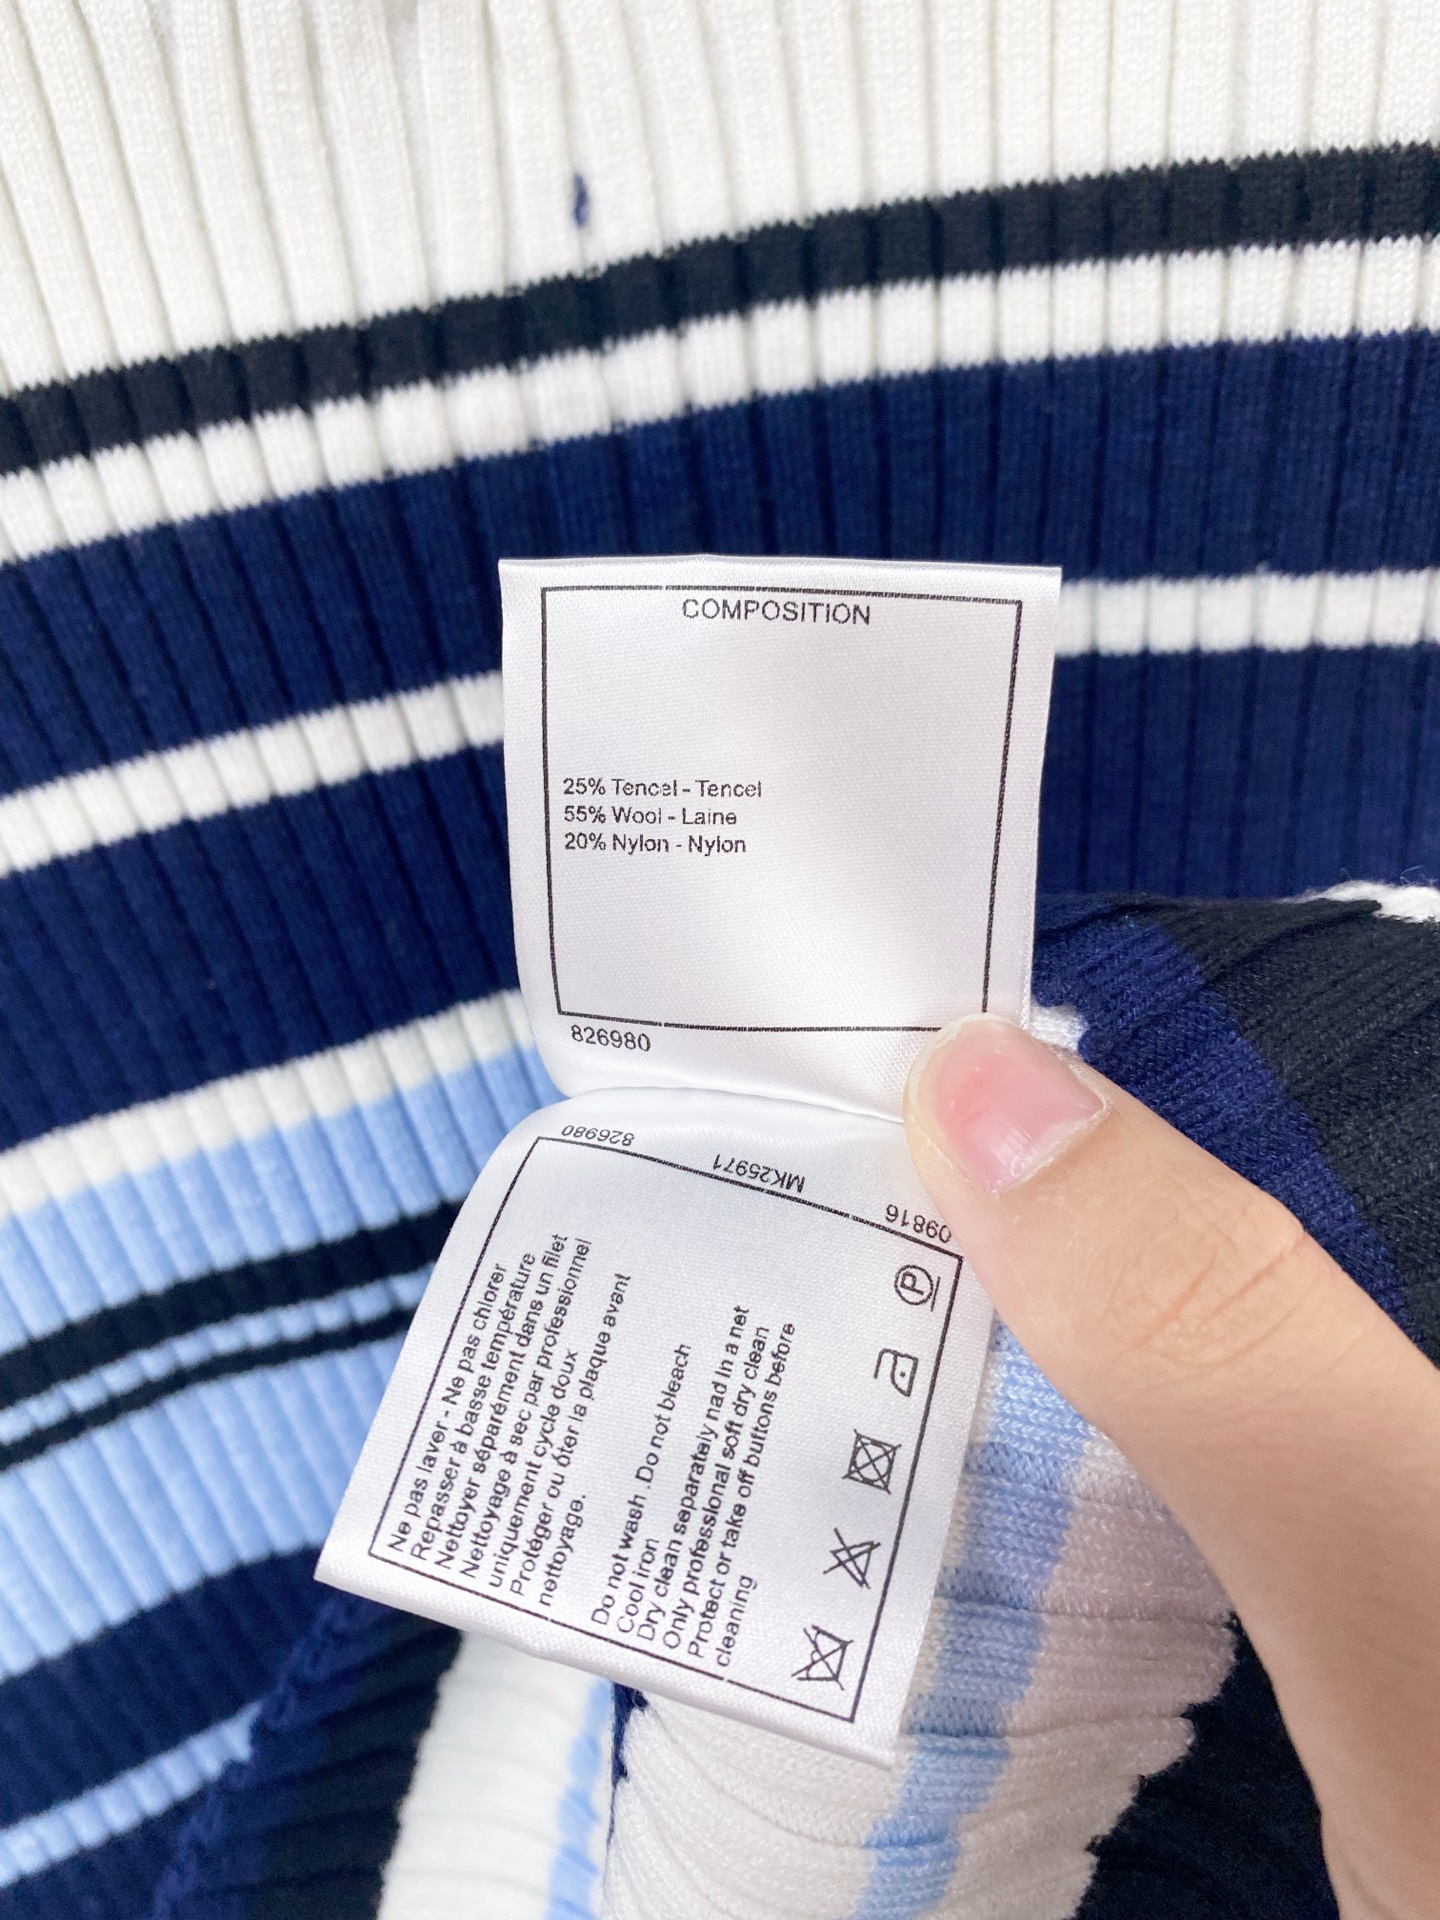 COMPOSITION
25% Tencel - Tencel
55% Wool - Laine
20% Nylon - Nylon
826980
826980
MK25971
09816
Ne pas laver - Ne pas chlorer
Repasser à basse température
Nettoyer séparément dans un filet
Nettoyage à sec par professionnel
uniquement cycle doux
Protéger ou ôter la plaque avant
nettoyage.
Do not wash .Do not bleach
Cool iron
Dry clean separately nad In a net
Only professional soft dry clean
Protect or take off buttons before
cleaning
P